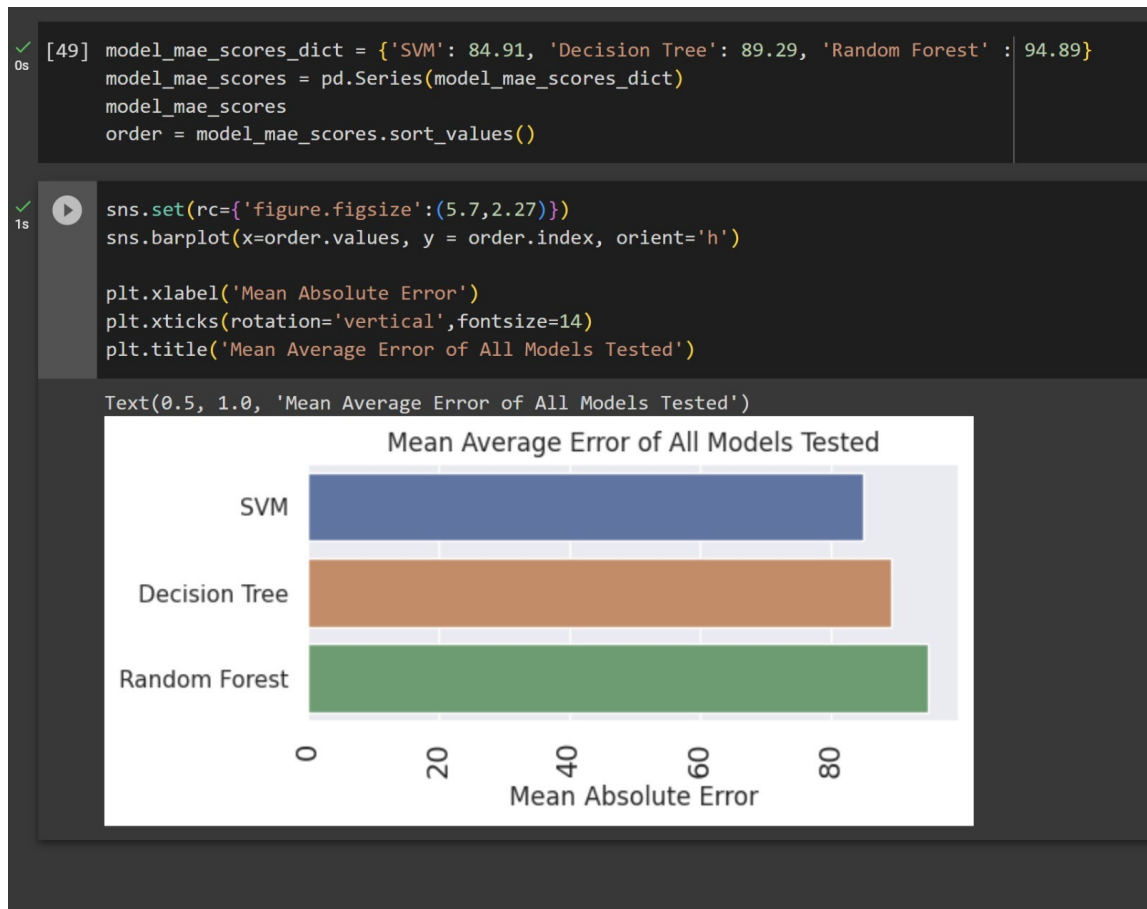 [49] model_mae_scores_dict = {'SVM': 84.91, 'Decision Tree': 89.29, 'Random Forest' : 94.89}
0s
model_mae_scores = pd.Series(model_mae_scores_dict)
model_mae_scores
order = model_mae_scores.sort_values()
1s
sns.set(rc={'figure.figsize':(5.7,2.27)})
sns.barplot(x=order.values, y = order.index, orient='h')
plt.xlabel('Mean Absolute Error')
plt.xticks(rotation='vertical',fontsize=14)
plt.title('Mean Average Error of All Models Tested')
Text(0.5, 1.0, 'Mean Average Error of All Models Tested')
Mean Average Error of All Models Tested
SVM
Decision Tree
Random Forest
0 20 40 60 80
Mean Absolute Error